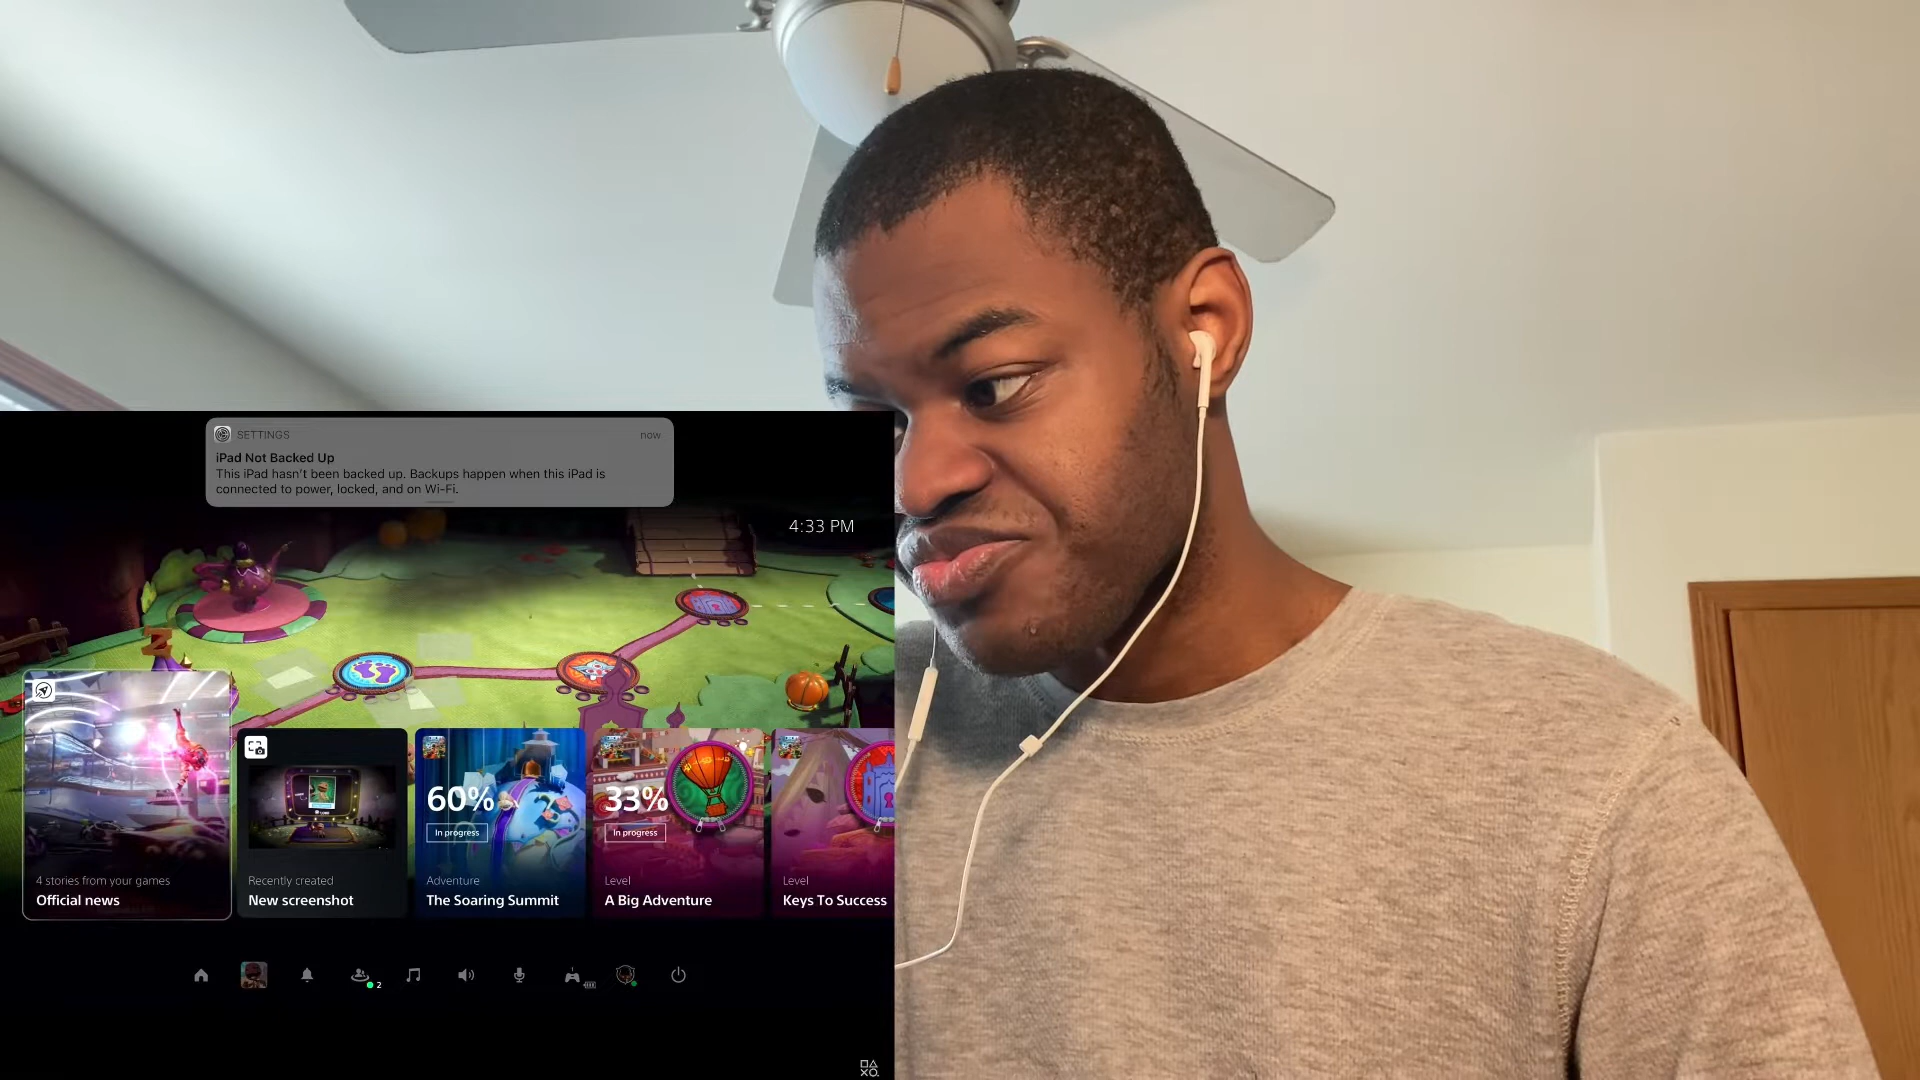 SETTINGS
now
iPad Not Backed Up
This iPad hasn't been backed up. Backups happen when this iPad is
connected to power, locked, and on Wi-Fi.
4:33 PM
4 stories from your games
Official news
Recently created
New screenshot
60%
In progress
Adventure
The Soaring Summit
33%
In progress
Level
A Big Adventure
Level
Keys To Success
2